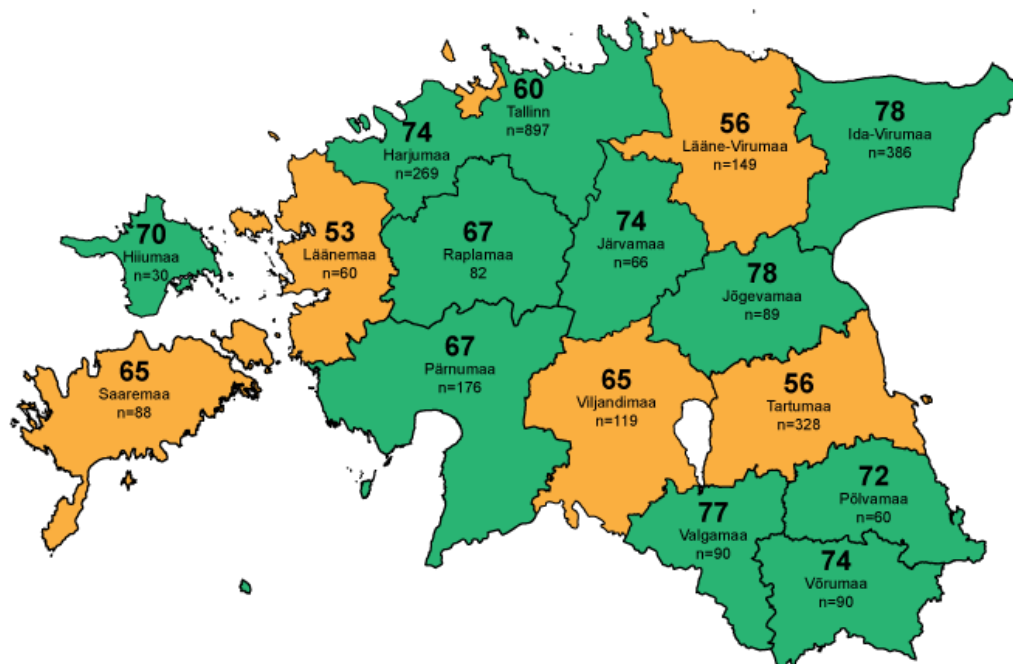 60
Tallinn
n=897
74
Harjumaa
n=269
56
Lääne-Virumaa
n=149
78
Ida-Virumaa
n=386
70
Hiiumaa
n=30
53
Läänemaa
n=60
67
Raplamaa
82
74
Järvamaa
n=66
78
Jõgevamaa
n=89
65
Saaremaa
n=88
67
Pärnumaa
n=176
65
Viljandimaa
n=119
56
Tartumaa
n=328
72
Põlvamaa
n=60
77
Valgamaa
n=90
74
Võrumaa
n=90